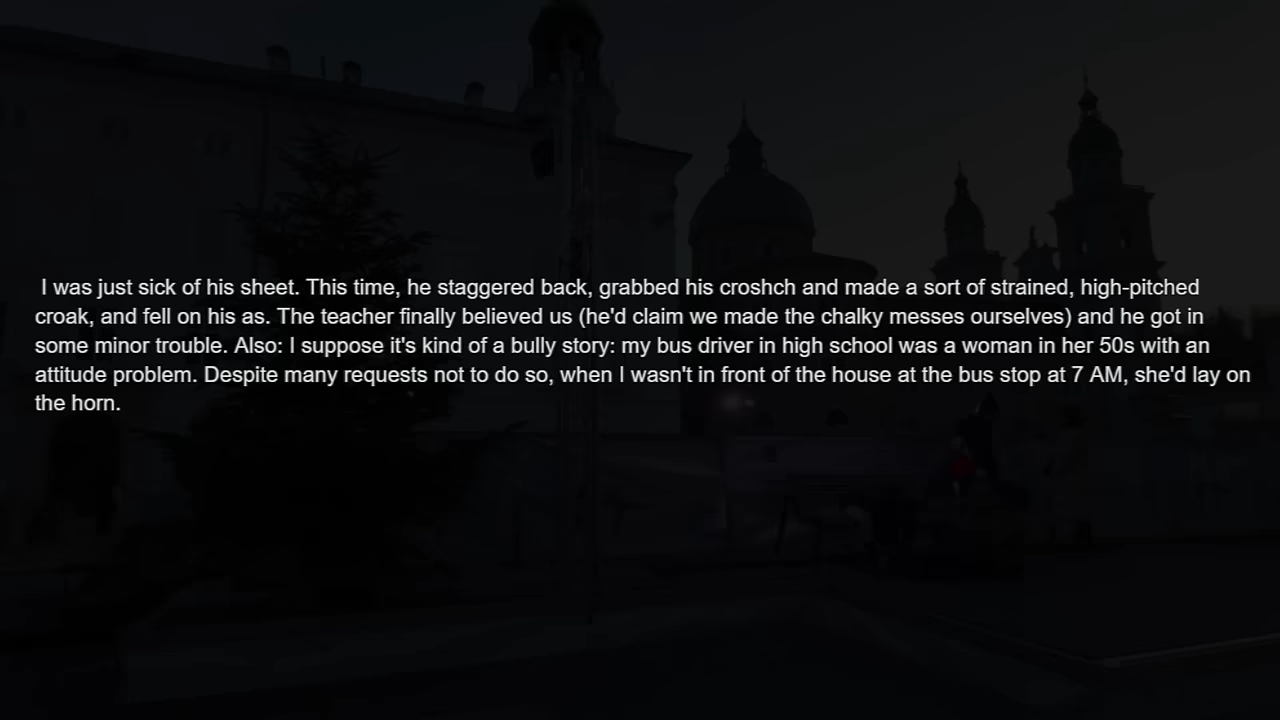 I was just sick of his sheet. This time, he staggered back, grabbed his croshch and made a sort of strained, high-pitched
croak, and fell on his as. The teacher finally believed us (he'd claim we made the chalky messes ourselves) and he got in
some minor trouble. Also: I suppose it's kind of a bully story: my bus driver in high school was a woman in her 50s with an
attitude problem. Despite many requests not to do so, when I wasn't in front of the house at the bus stop at 7 AM, she'd lay on
the horn.